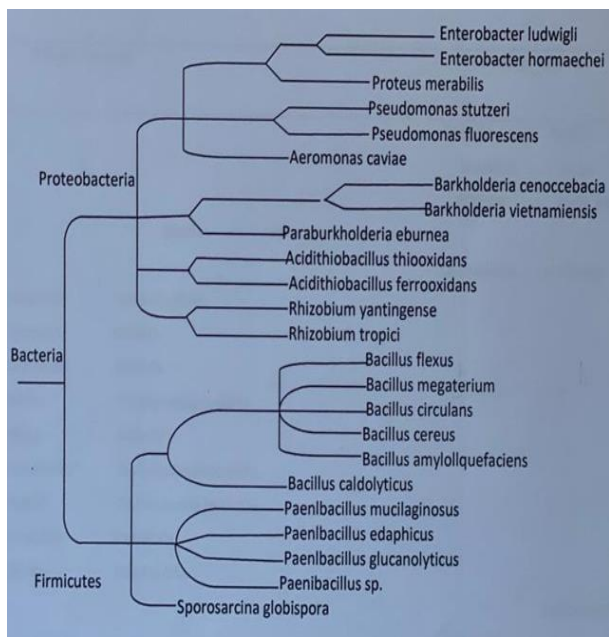 Enterobacter ludwigli
Enterobacter hormaechei
Proteus merabilis
Pseudomonas stutzeri
Pseudomonas fluorescens
Aeromonas caviae
Proteobacteria
Barkholderia cenoccebacia
Barkholderia vietnamiensis
Paraburkholderia eburnea
Acidithiobacillus thiooxidans
Acidithiobacillus ferrooxidans
Rhizobium yantingense
Rhizobium tropici
Bacteria
Bacillus flexus
Bacillus megaterium
Bacillus circulans
Bacillus cereus
Bacillus amylollquefaciens
Bacillus caldolyticus
Paenlbacillus mucilaginosus
Paenlbacillus edaphicus
Paenlbacillus glucanolyticus
Firmicutes
Paenibacillus sp.
Sporosarcina globispora